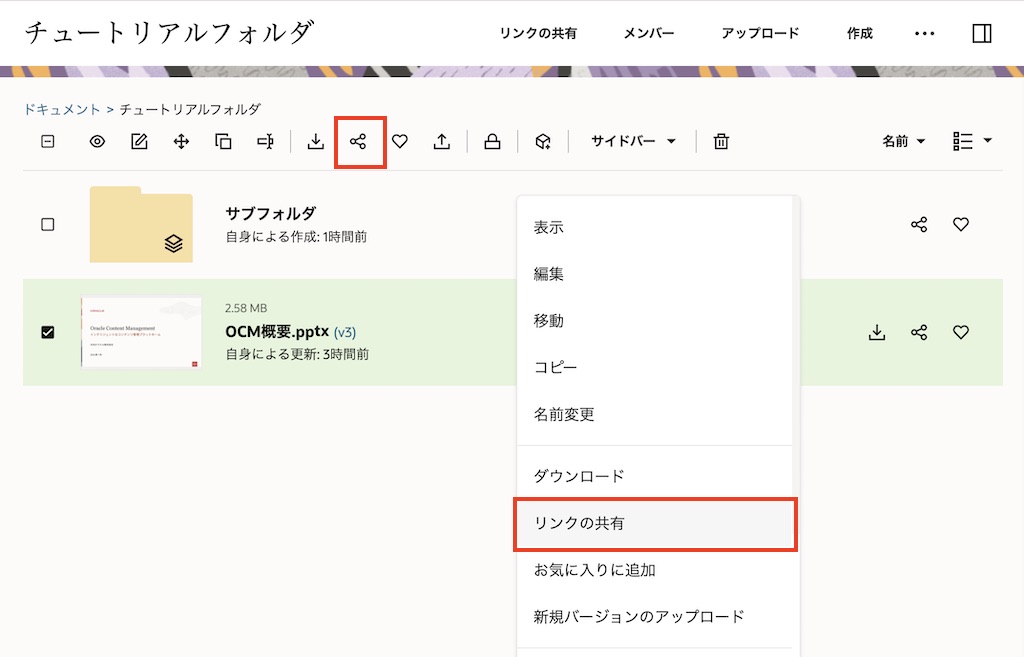 チュートリアルフォルダ
リンクの共有 メンバー アップロード 作成
ドキュメント > チュートリアルフォルダ
サイドバー 名前
サブフォルダ
自身による作成: 1時間前
2.58 MB
OCM概要.pptx (v3)
自身による更新: 3時間前
Oracle Content Management
表示
編集
移動
コピー
名前変更
ダウンロード
リンクの共有
お気に入りに追加
新規バージョンのアップロード